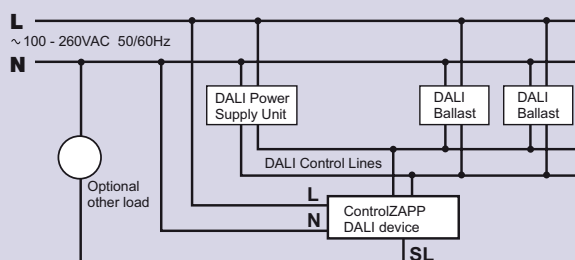 L
~ 100 - 260VAC 50/60Hz
N
DALI Power
Supply Unit
DALI
Ballast
DALI
Ballast
DALI Control Lines
Optional
other load
L
N
ControlZAPP
DALI device
SL